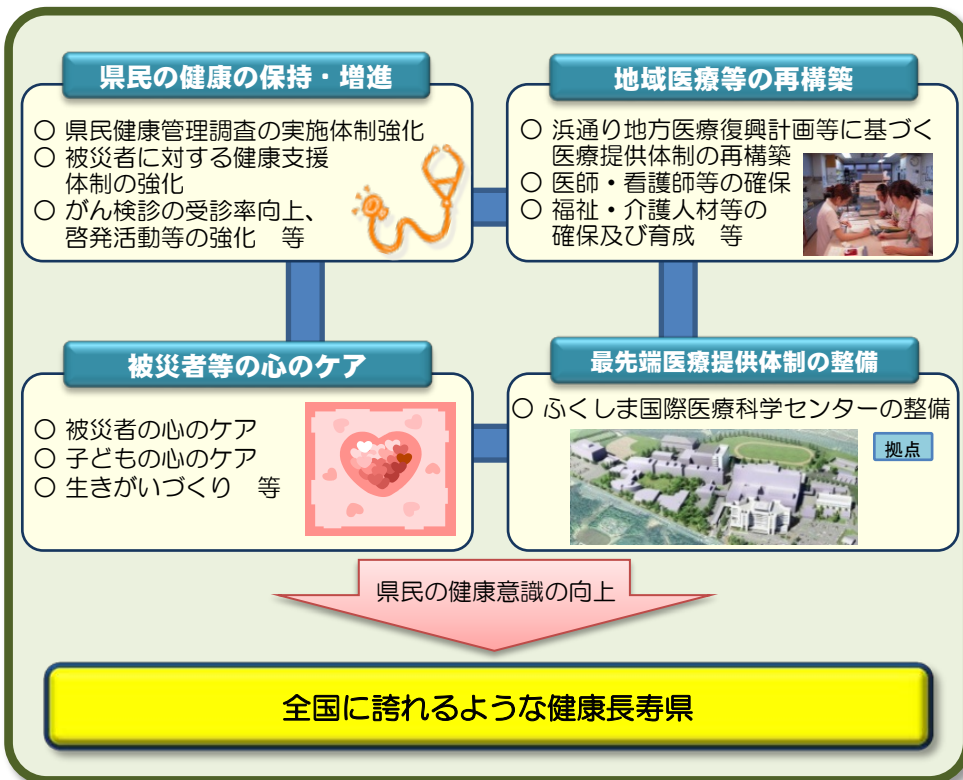 県民の健康の保持・増進
○ 県民健康管理調査の実施体制強化
○ 被災者に対する健康支援
体制の強化
○ がん検診の受診率向上、
啓発活動等の強化　等
地域医療等の再構築
○ 浜通り地方医療復興計画等に基づく
医療提供体制の再構築
○ 医師・看護師等の確保
○ 福祉・介護人材等の
確保及び育成　等
被災者等の心のケア
○ 被災者の心のケア
○ 子どもの心のケア
○ 生きがいづくり　等
最先端医療提供体制の整備
○ ふくしま国際医療科学センターの整備
拠点
県民の健康意識の向上
全国に誇れるような健康長寿県